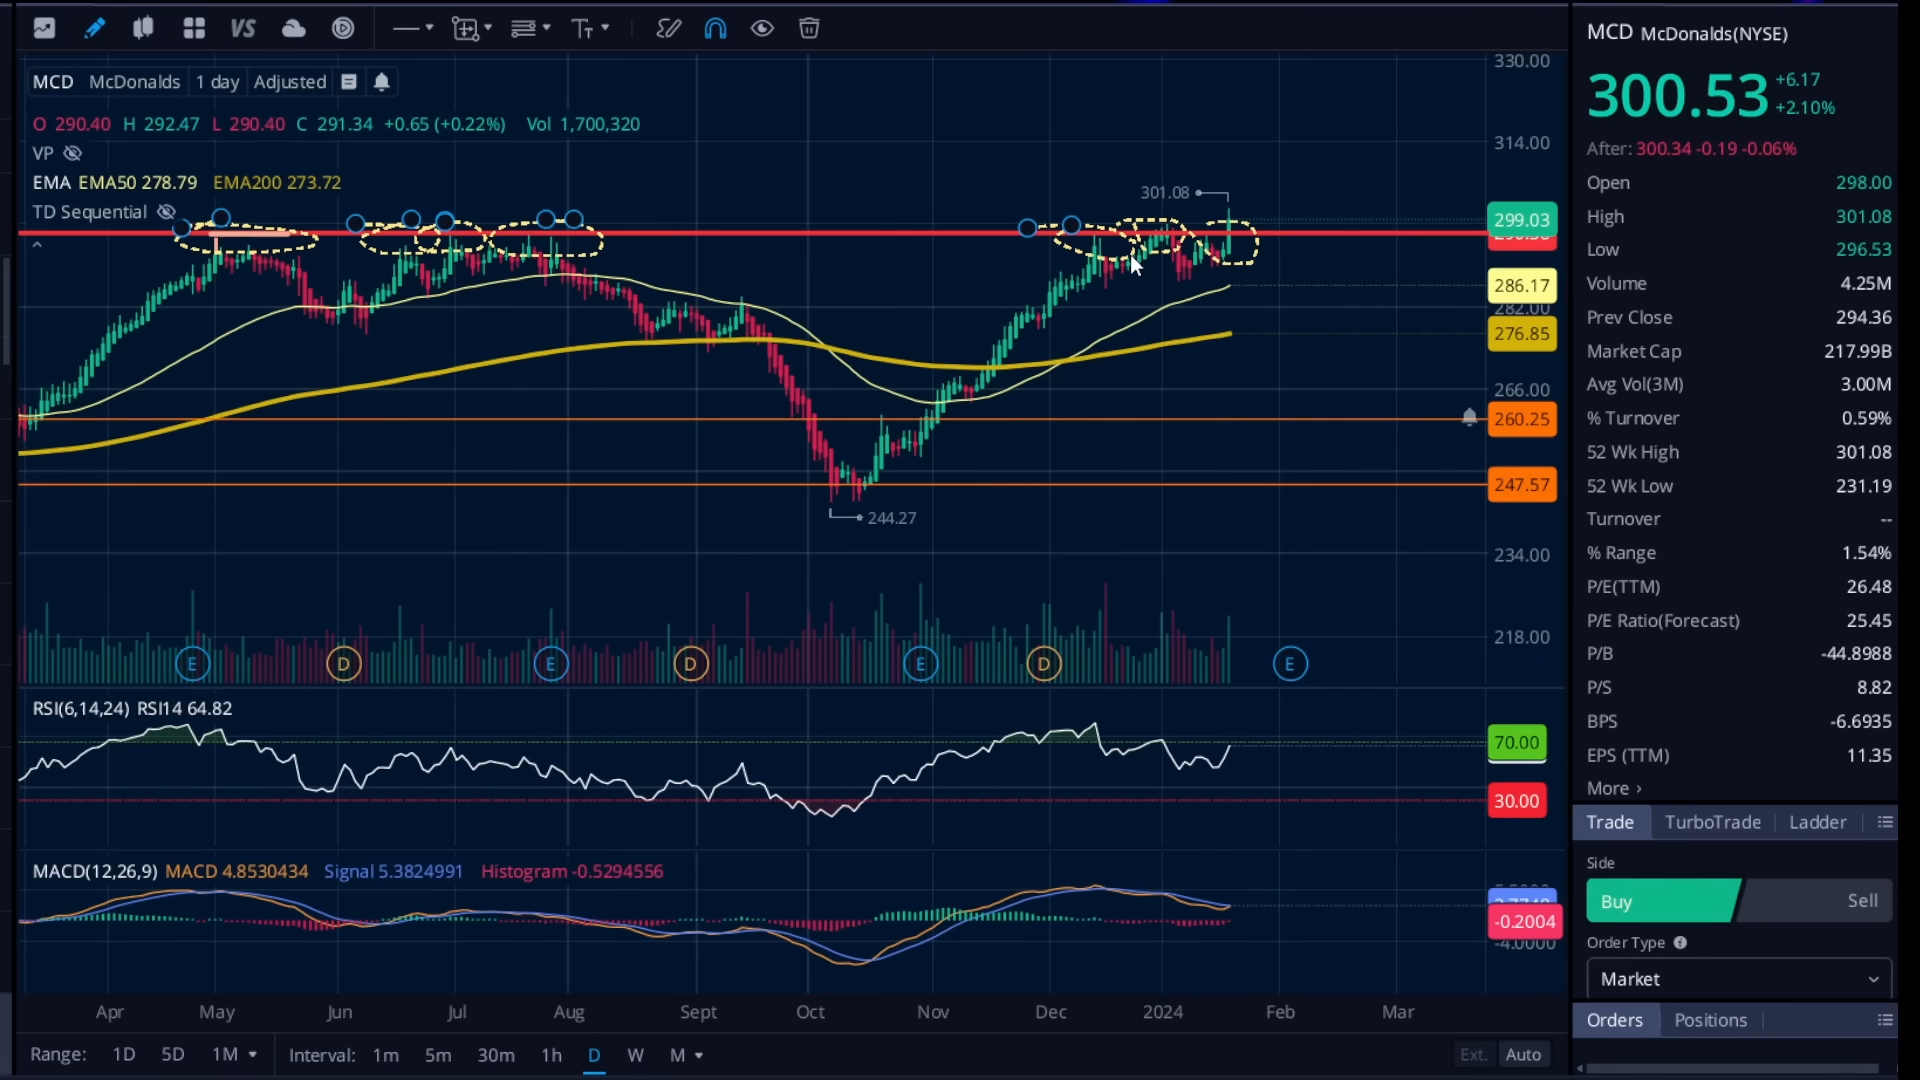 VS
MCD McDonalds 1 day Adjusted
O 290.40 H 292.47 L 290.40 C 291.34 +0.65 (+0.22%) Vol 1,700,320
VP
EMA EMA50 278.79 EMA200 273.72
TD Sequential
301.08
244.27
330.00
314.00
299.03
286.17
282.00
276.85
266.00
260.25
247.57
234.00
218.00
E D E D E D E
RSI(6,14,24) RSI14 64.82
70.00
30.00
MACD(12,26,9) MACD 4.8530434 Signal 5.3824991 Histogram -0.5294556
-0.2004
-4.0000
Apr May Jun Jul Aug Sept Oct Nov Dec 2024 Feb Mar
Range: 1D 5D 1M Interval: 1m 5m 30m 1h D W M Ext. Auto
MCD McDonalds(NYSE)
300.53 +6.17
+2.10%
After: 300.34 -0.19 -0.06%
Open 298.00
High 301.08
Low 296.53
Volume 4.25M
Prev Close 294.36
Market Cap 217.99B
Avg Vol(3M) 3.00M
% Turnover 0.59%
52 Wk High 301.08
52 Wk Low 231.19
Turnover --
% Range 1.54%
P/E(TTM) 26.48
P/E Ratio(Forecast) 25.45
P/B -44.8988
P/S 8.82
BPS -6.6935
EPS (TTM) 11.35
More ›
Trade TurboTrade Ladder
Side
Buy Sell
Order Type
Market
Orders Positions